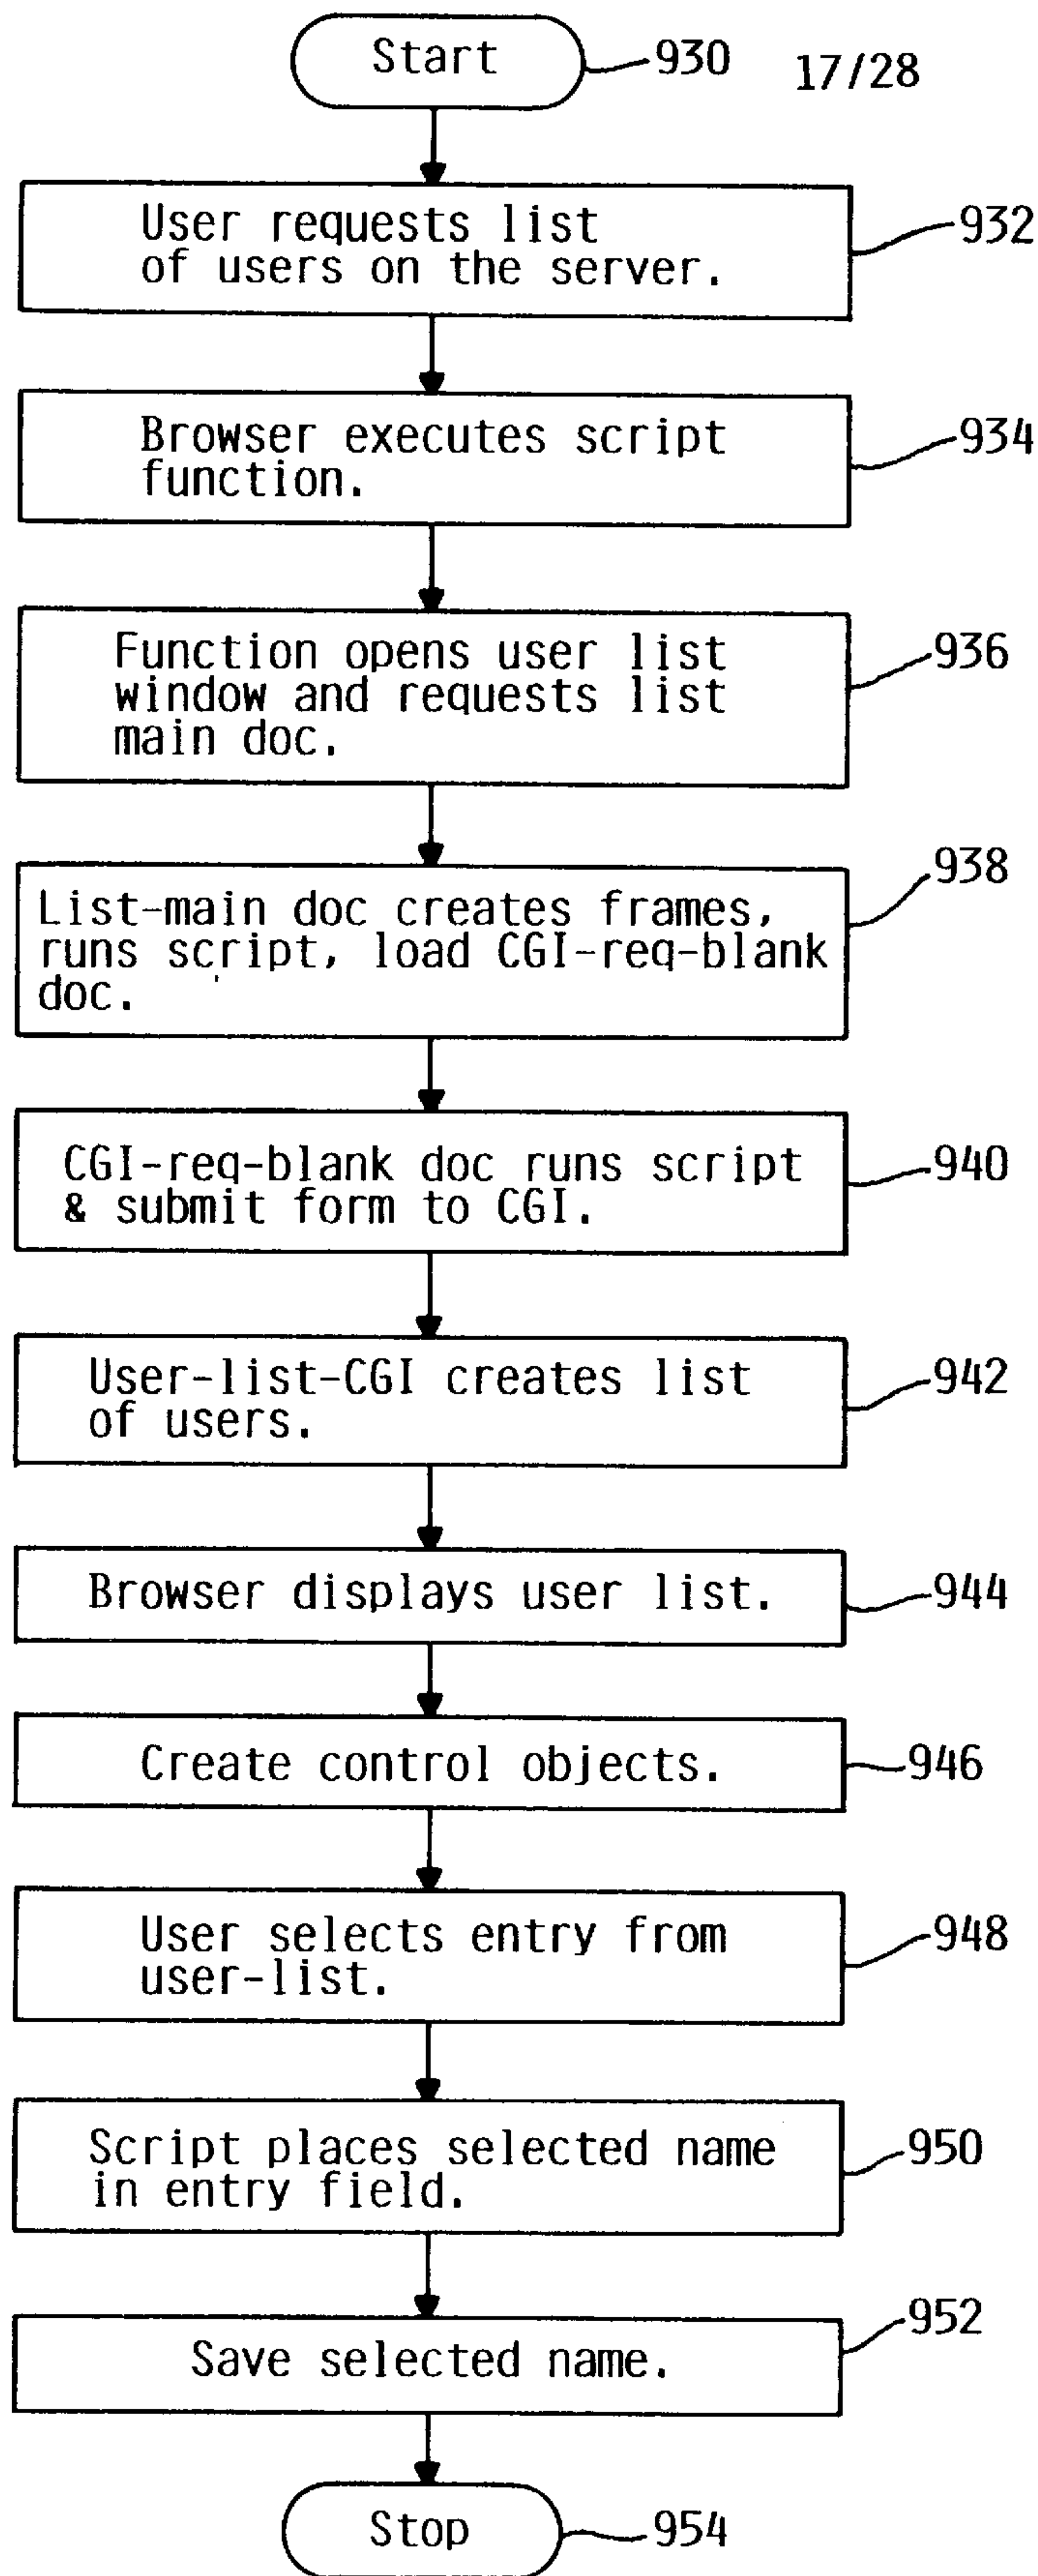 Start
930
17/28
User requests list
of users on the server.
932
Browser executes script
function.
934
Function opens user list
window and requests list
main doc.
936
List-main doc creates frames,
runs script, load CGI-req-blank
doc.
938
CGI-req-blank doc runs script
& submit form to CGI.
940
User-list-CGI creates list
of users.
942
Browser displays user list.
944
Create control objects.
946
User selects entry from
user-list.
948
Script places selected name
in entry field.
950
Save selected name.
952
Stop
954